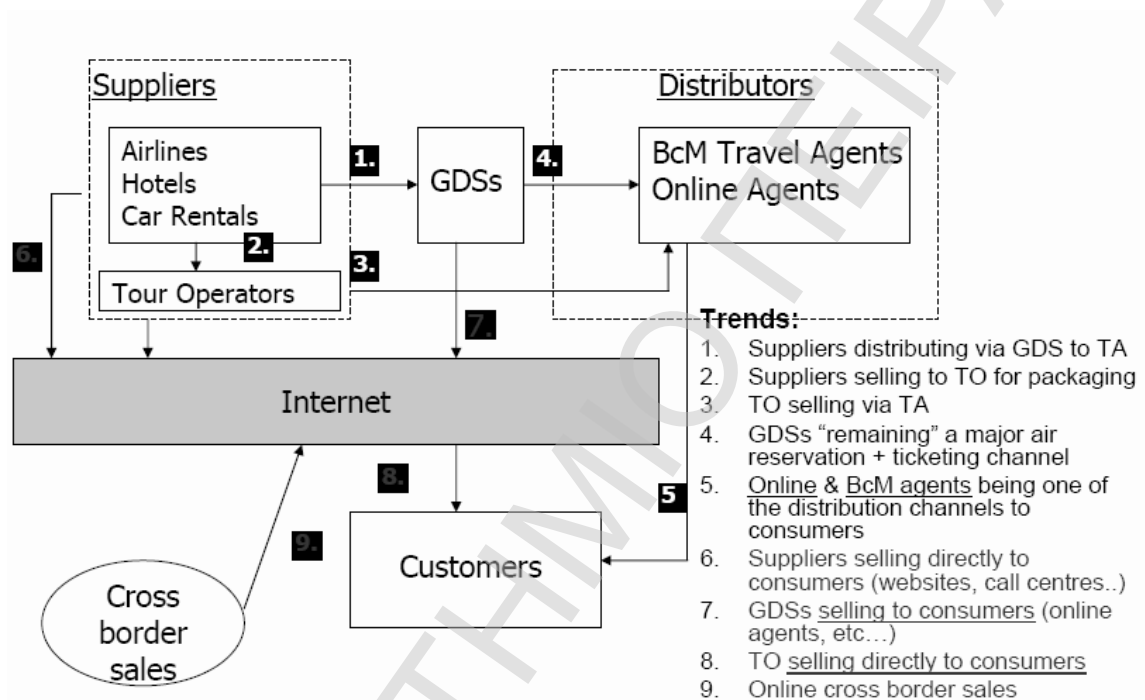 Suppliers
Distributors
Airlines
Hotels
Car Rentals
1.
GDSs
4.
BcM Travel Agents
Online Agents
2.
6.
3.
Tour Operators
7.
Internet
8.
5
9.
Customers
Cross
border
sales
Trends:
1. Suppliers distributing via GDS to TA
2. Suppliers selling to TO for packaging
3. TO selling via TA
4. GDSs “remaining” a major air
reservation + ticketing channel
5. Online & BcM agents being one of
the distribution channels to
consumers
6. Suppliers selling directly to
consumers (websites, call centres..)
7. GDSs selling to consumers (online
agents, etc...)
8. TO selling directly to consumers
9. Online cross border sales